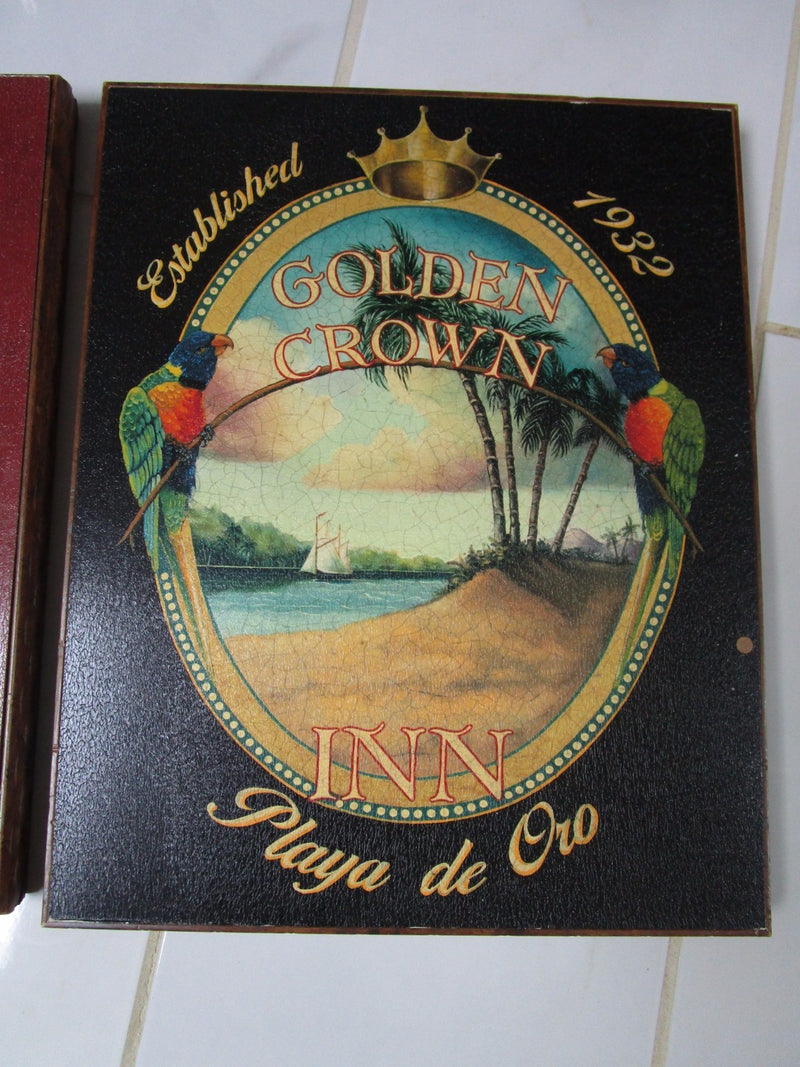 Established 1932
GOLDEN
CROWN
INN
Playa de Oro